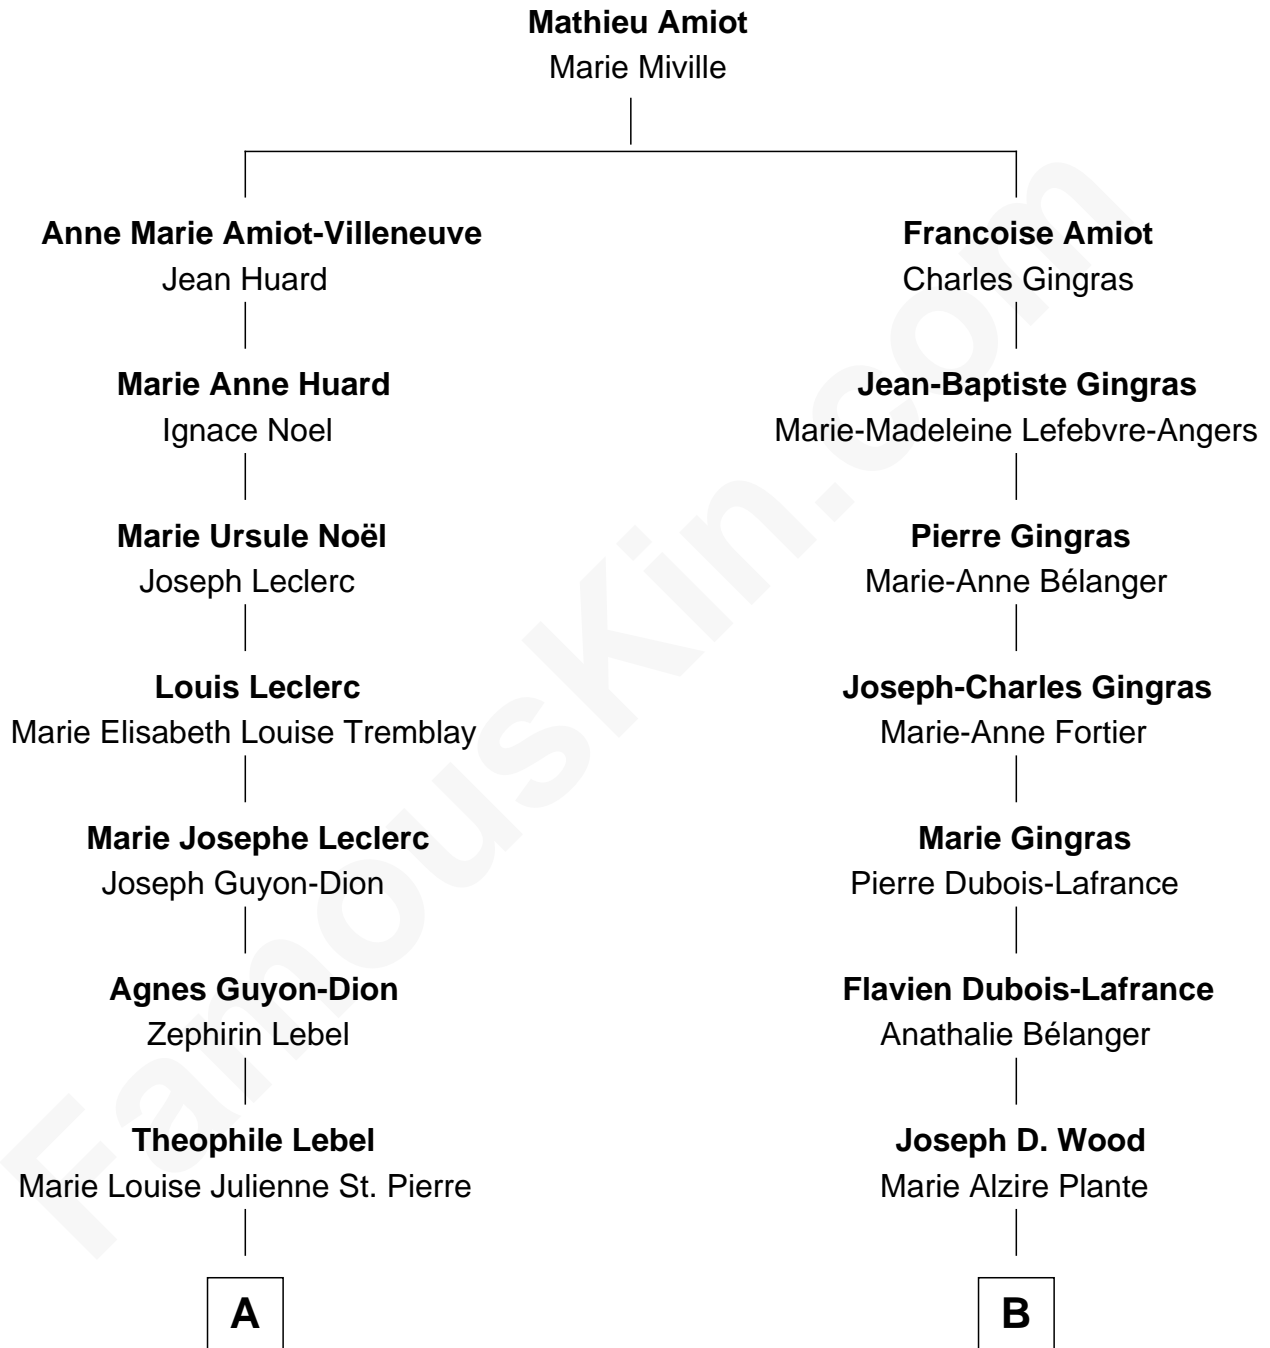 Mathieu Amiot
Marie Miville
Anne Marie Amiot-Villeneuve
Jean Huard
Francoise Amiot
Charles Gingras
Marie Anne Huard
Ignace Noel
Jean-Baptiste Gingras
Marie-Madeleine Lefebvre-Angers
Marie Ursule Noël
Joseph Leclerc
Pierre Gingras
Marie-Anne Bélanger
Louis Leclerc
Marie Elisabeth Louise Tremblay
Joseph-Charles Gingras
Marie-Anne Fortier
Marie Josephe Leclerc
Joseph Guyon-Dion
Marie Gingras
Pierre Dubois-Lafrance
Agnes Guyon-Dion
Zephirin Lebel
Flavien Dubois-Lafrance
Anathalie Bélanger
Theophile Lebel
Marie Louise Julienne St. Pierre
Joseph D. Wood
Marie Alzire Plante
A
B
FamousKin.com